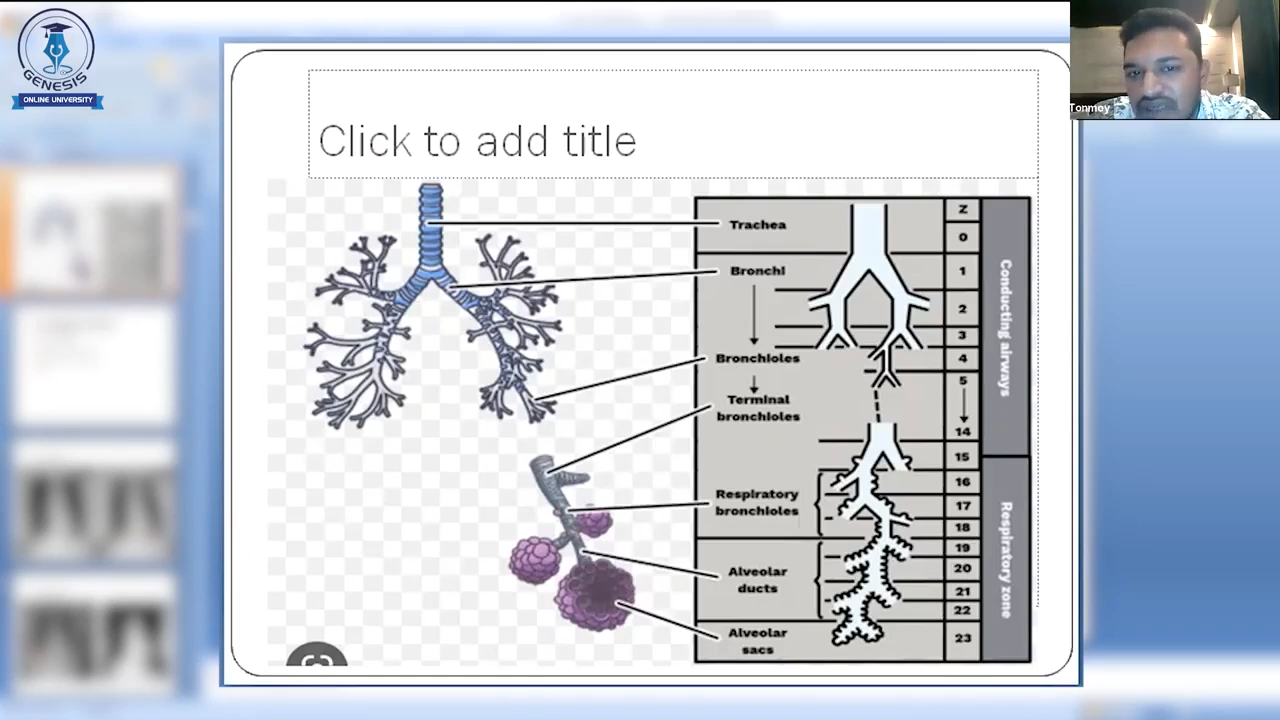 GENESIS
ONLINE UNIVERSITY
Tonmoy
Click to add title
Trachea
Bronchi
Bronchioles
Terminal
bronchioles
Respiratory
bronchioles
Alveolar
ducts
Alveolar
sacs
Z
0
1
2
3
4
5
14
15
16
17
18
19
20
21
22
23
Conducting airways
Respiratory zone